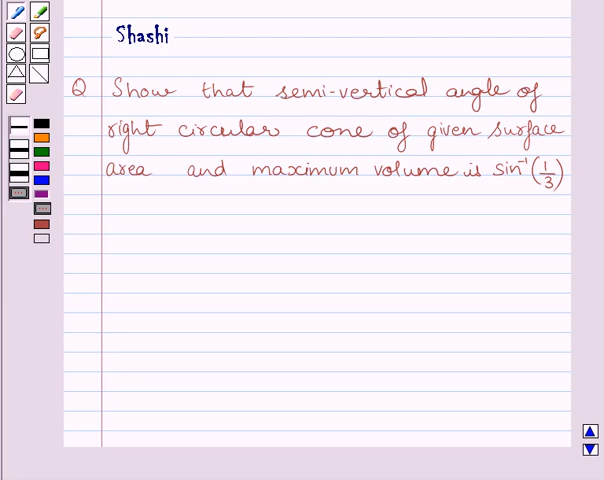 Shashi
Q Show that semi-vertical angle of
right circular cone of given surface
area and maximum volume is sin⁻¹(1/3)